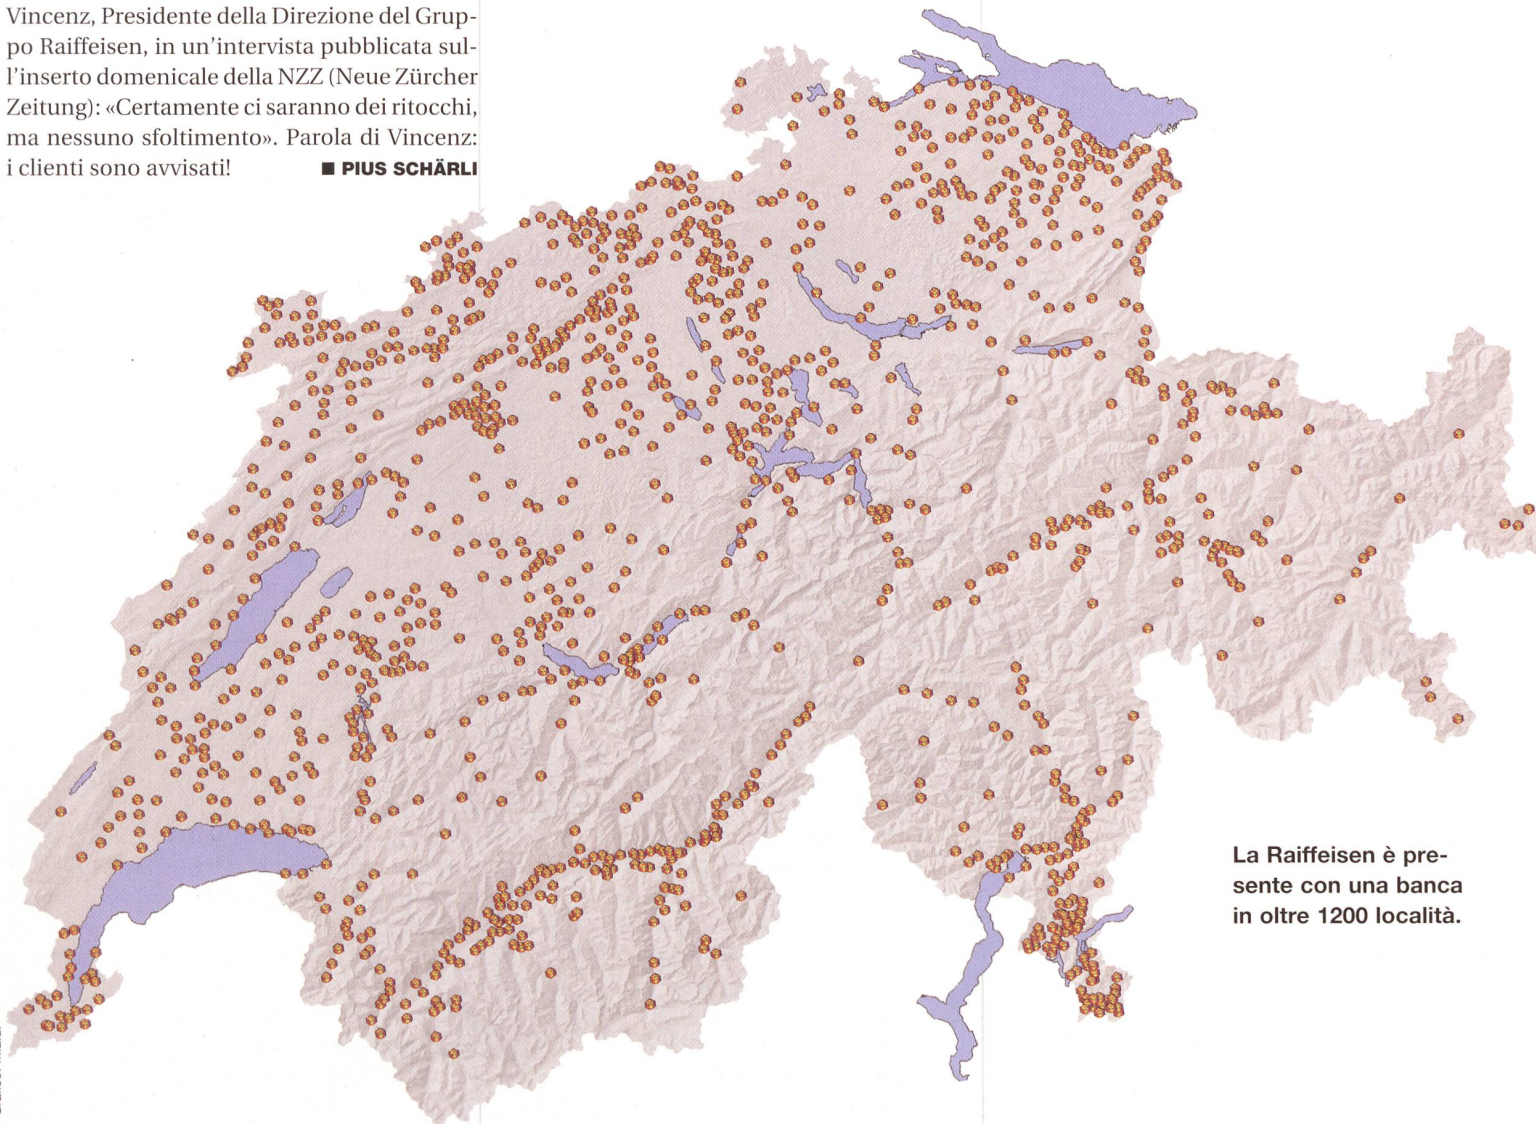 Vincenz, Presidente della Direzione del Grup-
po Raiffeisen, in un'intervista pubblicata sul-
l'inserto domenicale della NZZ (Neue Zürcher
Zeitung): «Certamente ci saranno dei ritocchi,
ma nessuno sfoltimento». Parola di Vincenz:
i clienti sono avvisati! ■ PIUS SCHÄRLI
La Raiffeisen è pre-
sente con una banca
in oltre 1200 località.